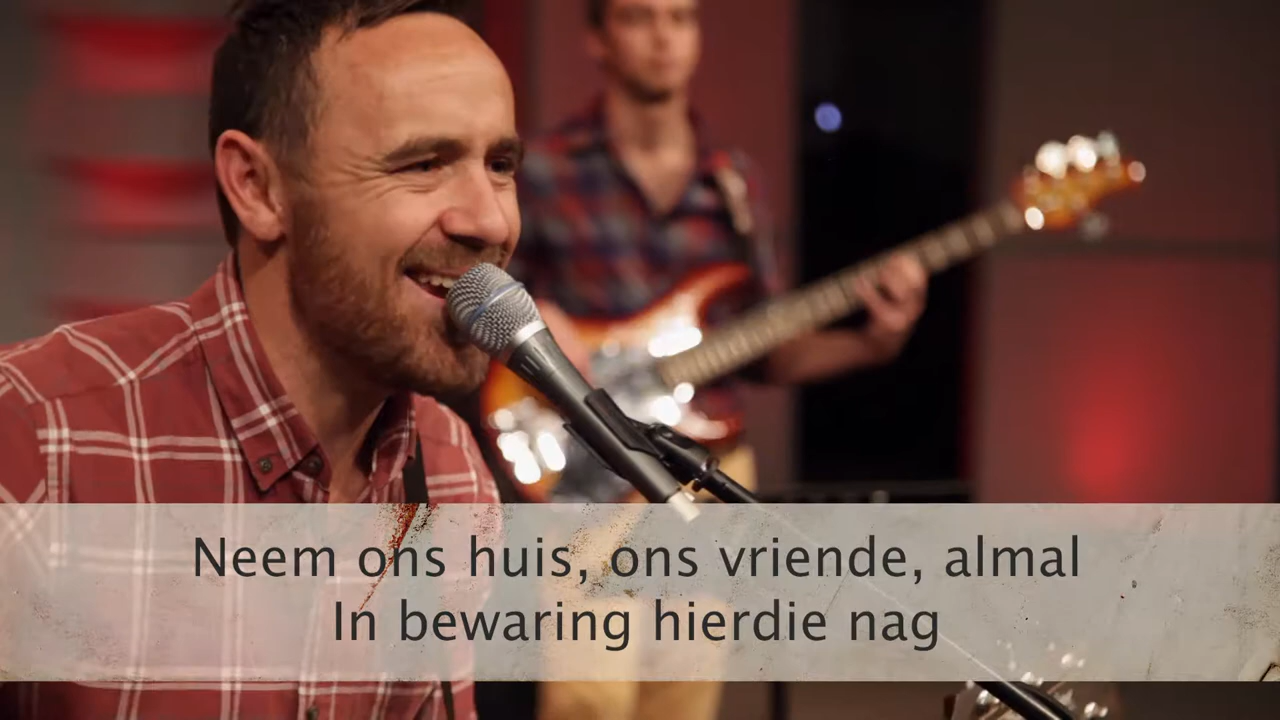 Neem ons huis, ons vriende, almal
In bewaring hierdie nag